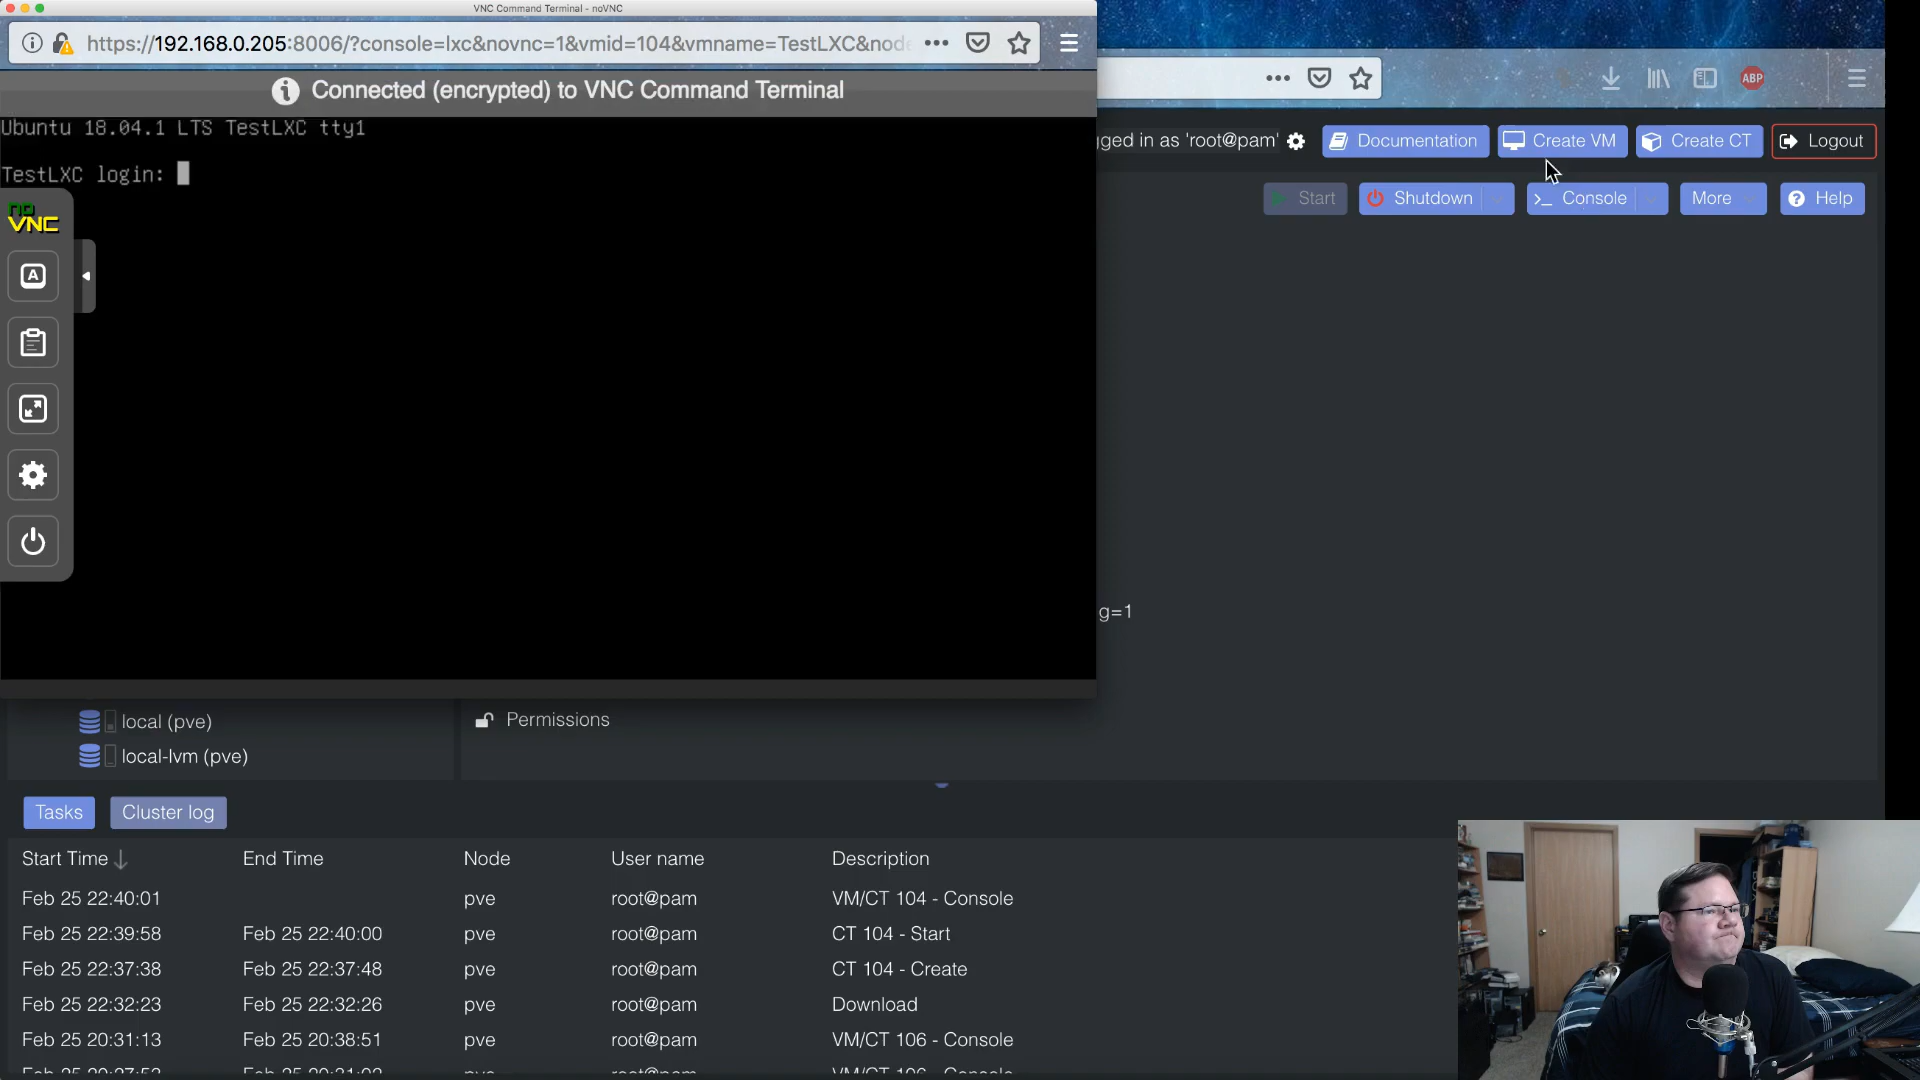 VNC Command Terminal - noVNC
https://192.168.0.205:8006/?console=lxc&novnc=1&vmid=104&vmname=TestLXC&node
ABP
Connected (encrypted) to VNC Command Terminal
Ubuntu 18.04.1 LTS TestLXC tty1
gged in as 'root@pam'
Documentation
Create VM
Create CT
Logout
TestLXC login:
Start
Shutdown
Console
More
Help
no
VNC
A
g=1
local (pve)
Permissions
local-lvm (pve)
Tasks
Cluster log
Start Time End Time Node User name Description
Feb 25 22:40:01 pve root@pam VM/CT 104 - Console
Feb 25 22:39:58 Feb 25 22:40:00 pve root@pam CT 104 - Start
Feb 25 22:37:38 Feb 25 22:37:48 pve root@pam CT 104 - Create
Feb 25 22:32:23 Feb 25 22:32:26 pve root@pam Download
Feb 25 20:31:13 Feb 25 20:38:51 pve root@pam VM/CT 106 - Console